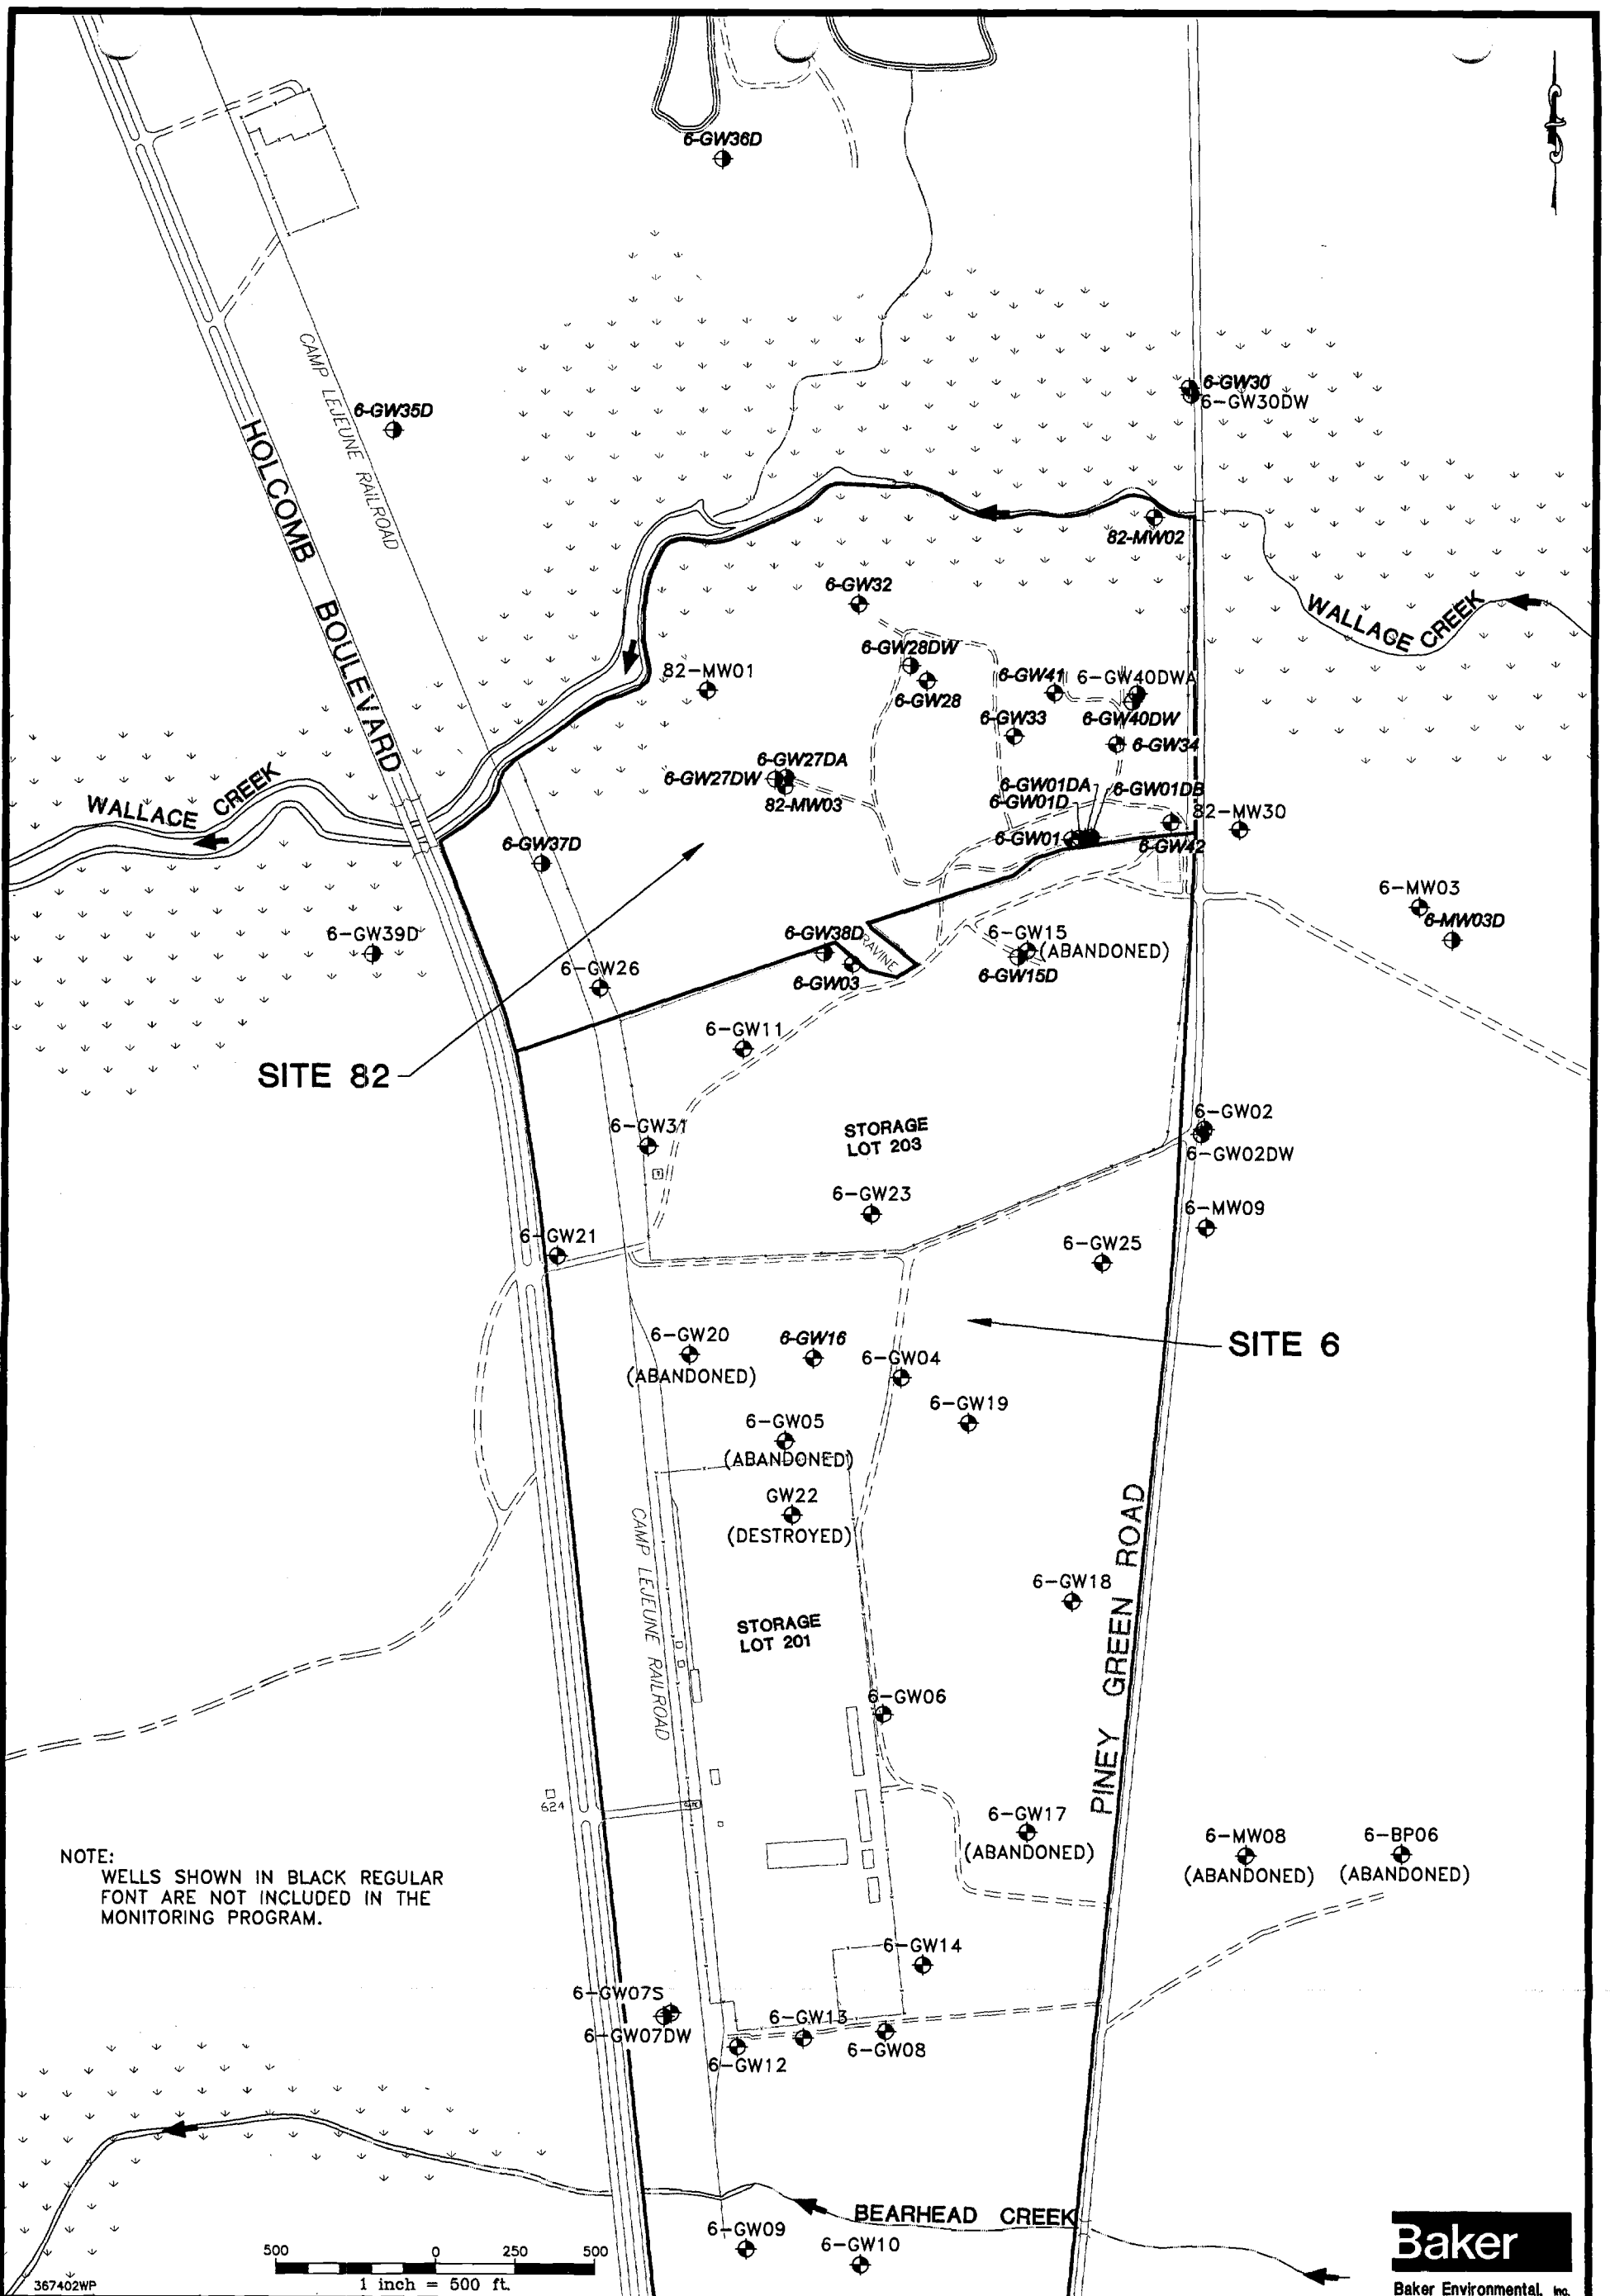 6-GW36D
CAMP LEJEUNE RAILROAD
6-GW35D
HOLCOMB BOULEVARD
6-GW30
6-GW30DW
82-MW02
WALLACE CREEK
6-GW32
6-GW28DW
6-GW28
82-MW01
6-GW41
6-GW40DWA
6-GW40DW
6-GW33
6-GW34
6-GW27DA
6-GW27DW
82-MW03
6-GW01DA
6-GW01DB
6-GW01D
6-GW01
6-GW42
82-MW30
WALLACE CREEK
6-GW37D
6-MW03
6-MW03D
6-GW39D
6-GW38D
RAVINE
6-GW03
6-GW15
(ABANDONED)
6-GW15D
6-GW26
6-GW11
SITE 82
6-GW31
STORAGE
LOT 203
6-GW02
6-GW02DW
6-GW23
6-MW09
6-GW21
6-GW25
SITE 6
6-GW20
(ABANDONED)
6-GW16
6-GW04
6-GW19
6-GW05
(ABANDONED)
GW22
(DESTROYED)
CAMP LEJEUNE RAILROAD
PINEY GREEN ROAD
6-GW18
STORAGE
LOT 201
6-GW06
624
6-GW17
(ABANDONED)
6-MW08
(ABANDONED)
6-BP06
(ABANDONED)
NOTE:
WELLS SHOWN IN BLACK REGULAR
FONT ARE NOT INCLUDED IN THE
MONITORING PROGRAM.
6-GW14
6-GW07S
6-GW07DW
6-GW13
6-GW12
6-GW08
BEARHEAD CREEK
6-GW09
6-GW10
500 0 250 500
1 inch = 500 ft.
367402WP
Baker
Baker Environmental, Inc.